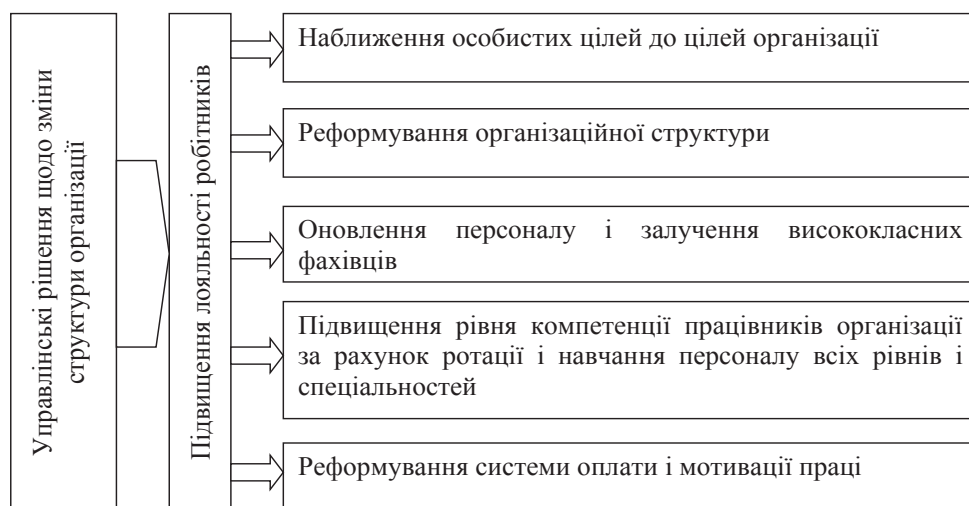 Управлінські рішення щодо зміни
структури організації
Підвищення лояльності робітників
Наближення особистих цілей до цілей організації
Реформування організаційної структури
Оновлення персоналу і залучення висококласних
фахівців
Підвищення рівня компетенції працівників організації
за рахунок ротації і навчання персоналу всіх рівнів і
спеціальностей
Реформування системи оплати і мотивації праці